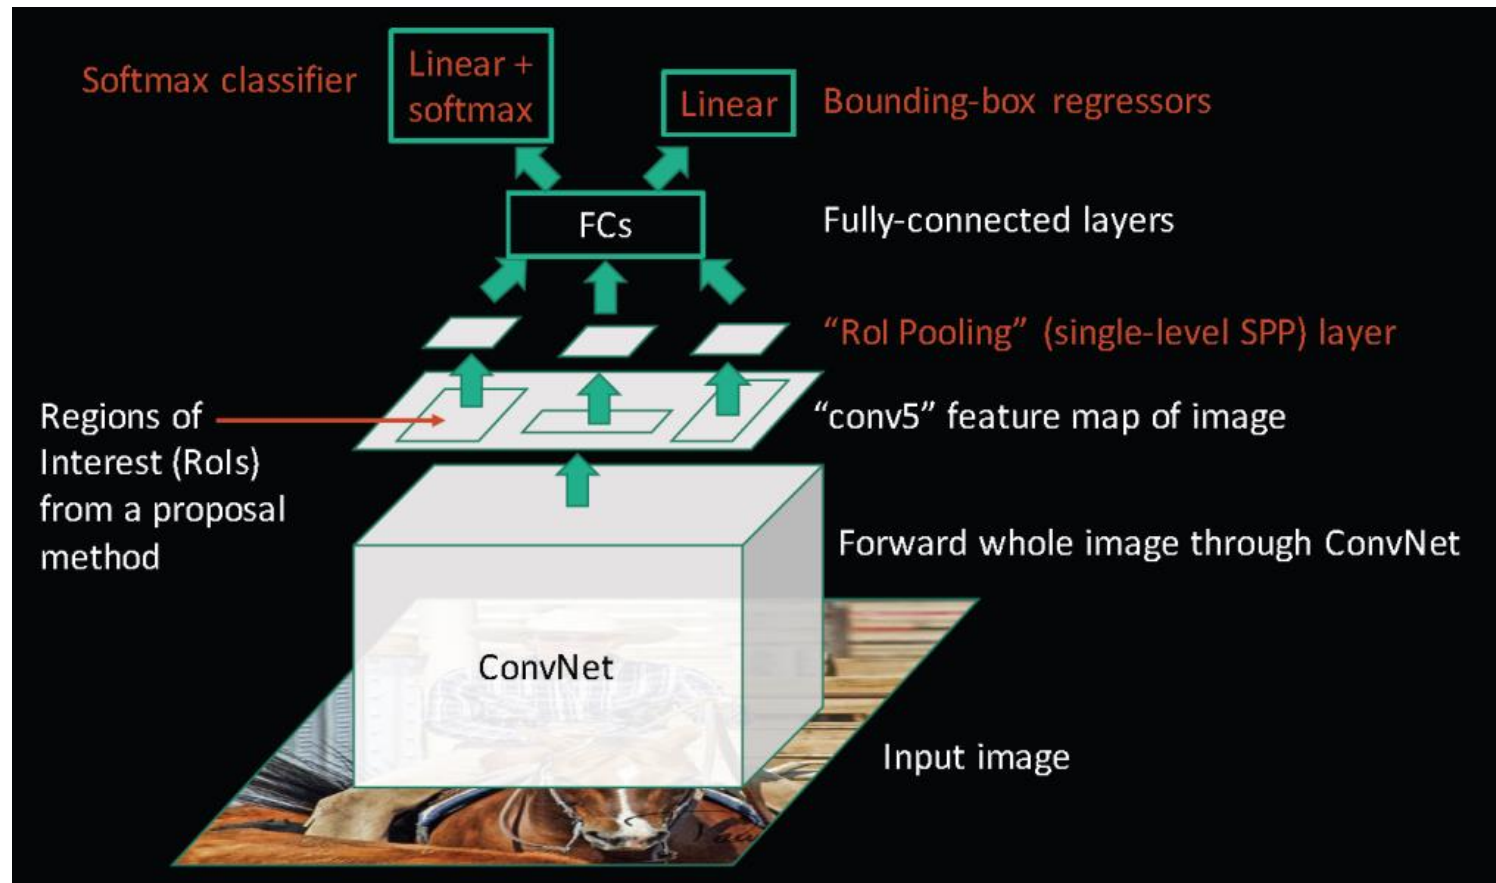 Softmax classifier
Linear +
softmax
Linear
Bounding-box regressors
FCs
Fully-connected layers
“RoI Pooling” (single-level SPP) layer
Regions of
Interest (RoIs)
from a proposal
method
“conv5” feature map of image
Forward whole image through ConvNet
ConvNet
Input image